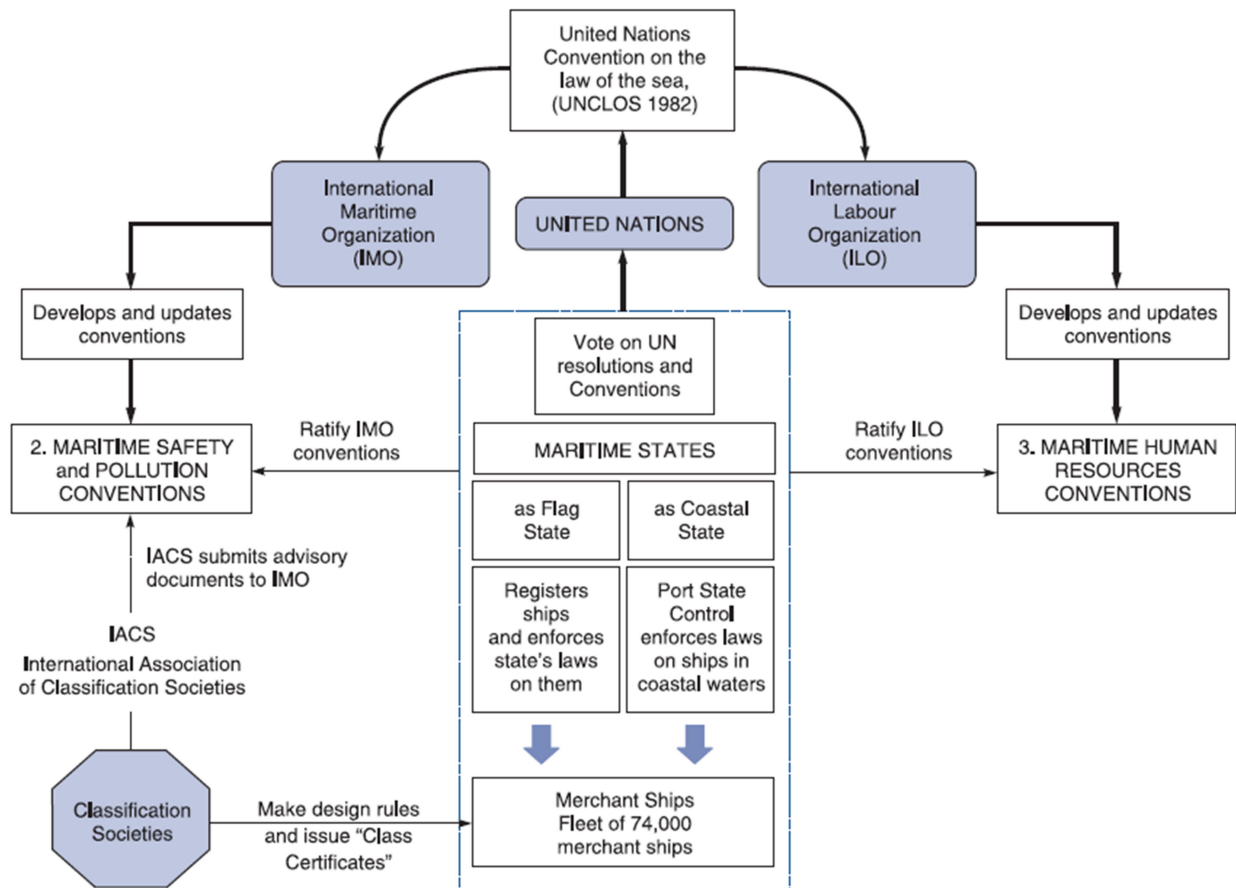 United Nations
Convention on the
law of the sea,
(UNCLOS 1982)
International
Maritime
Organization
(IMO)
UNITED NATIONS
International
Labour
Organization
(ILO)
Develops and updates
conventions
Vote on UN
resolutions and
Conventions
Develops and updates
conventions
2. MARITIME SAFETY
and POLLUTION
CONVENTIONS
Ratify IMO
conventions
MARITIME STATES
Ratify ILO
conventions
3. MARITIME HUMAN
RESOURCES
CONVENTIONS
as Flag
State
as Coastal
State
IACS submits advisory
documents to IMO
IACS
International Association
of Classification Societies
Registers
ships
and enforces
state's laws
on them
Port State
Control
enforces laws
on ships in
coastal waters
Classification
Societies
Make design rules
and issue "Class
Certificates"
Merchant Ships
Fleet of 74,000
merchant ships